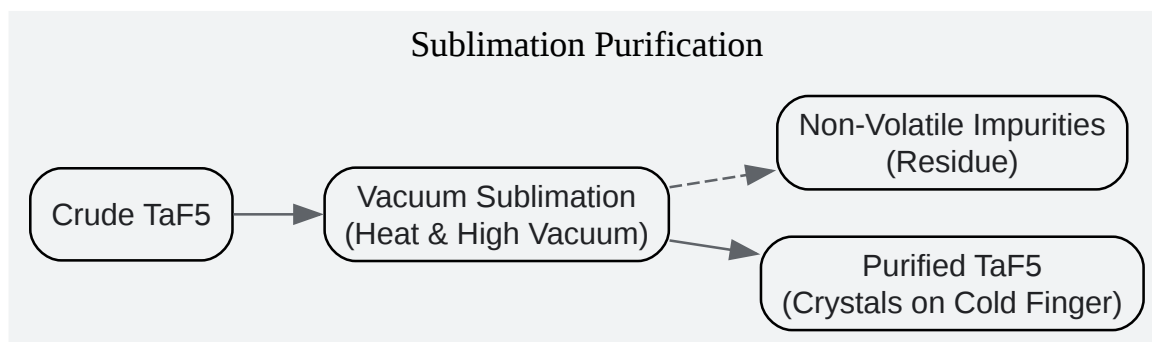 Sublimation Purification
Crude TaF5
Vacuum Sublimation
(Heat & High Vacuum)
Non-Volatile Impurities
(Residue)
Purified TaF5
(Crystals on Cold Finger)